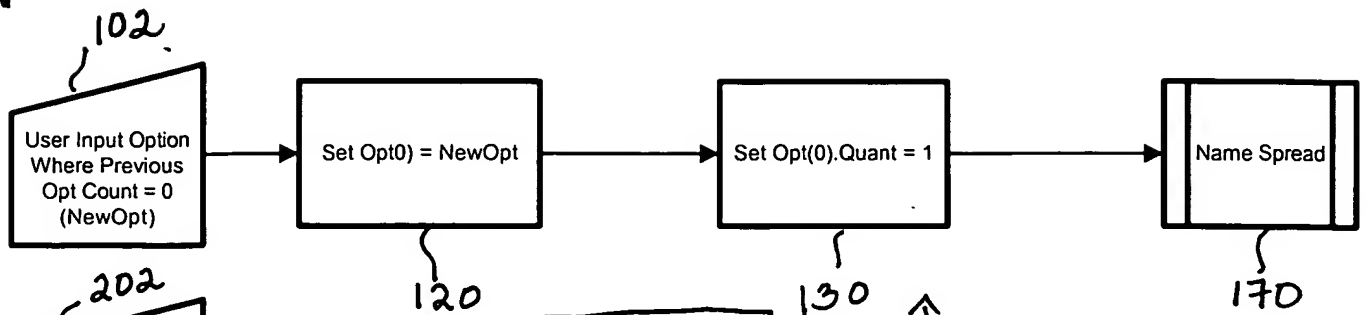 102
User Input Option
Where Previous
Opt Count = 0
(NewOpt)
Set Opt0) = NewOpt
Set Opt(0).Quant = 1
Name Spread
202
120
130
170